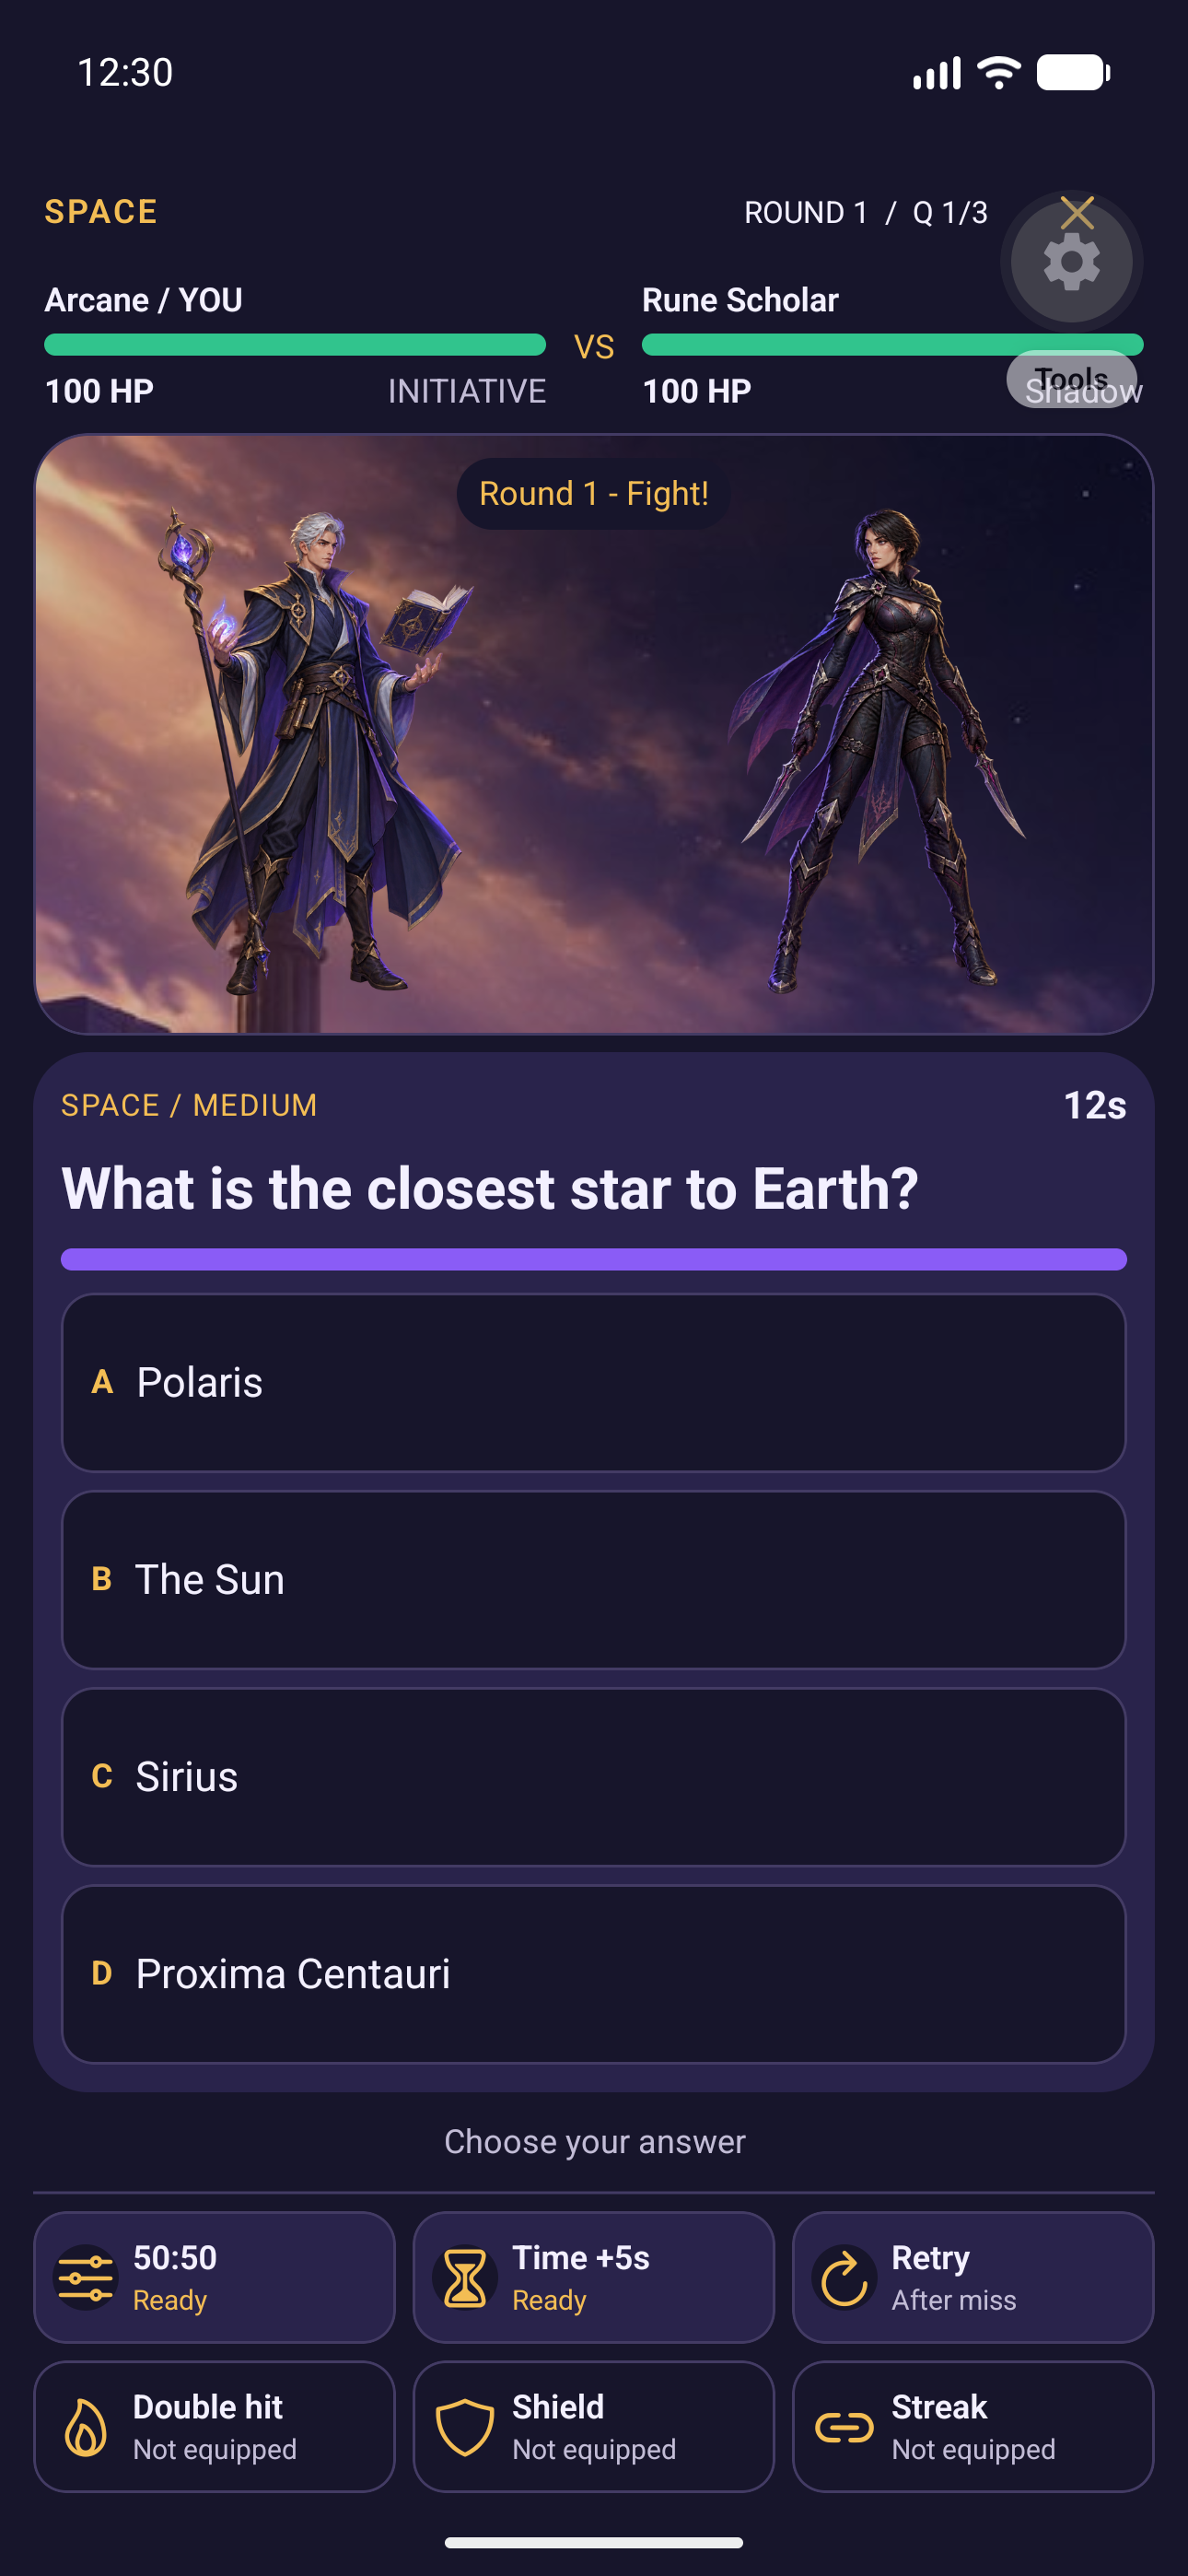 12:30
SPACE
ROUND 1 / Q 1/3
Arcane / YOU
VS
Rune Scholar
100 HP
INITIATIVE
100 HP
Shadow
Tools
Round 1 - Fight!
SPACE / MEDIUM
12s
What is the closest star to Earth?
A Polaris
B The Sun
C Sirius
D Proxima Centauri
Choose your answer
50:50
Ready
Time +5s
Ready
Retry
After miss
Double hit
Not equipped
Shield
Not equipped
Streak
Not equipped